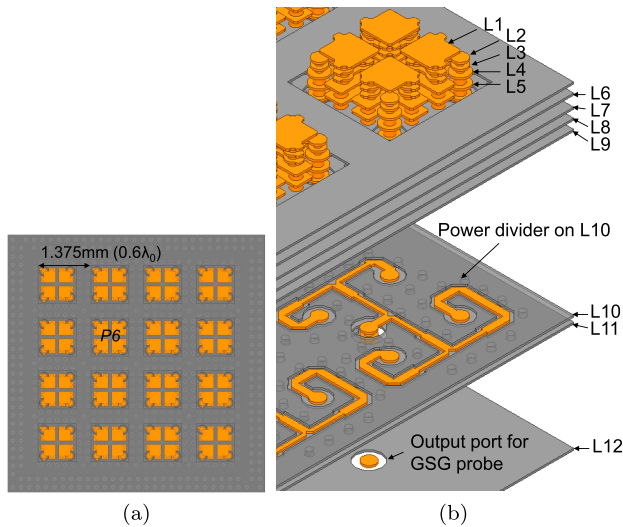 1.375mm (0.6λ₀)
P6
(a)
L1
L2
L3
L4
L5
L6
L7
L8
L9
Power divider on L10
L10
L11
Output port for
GSG probe
L12
(b)